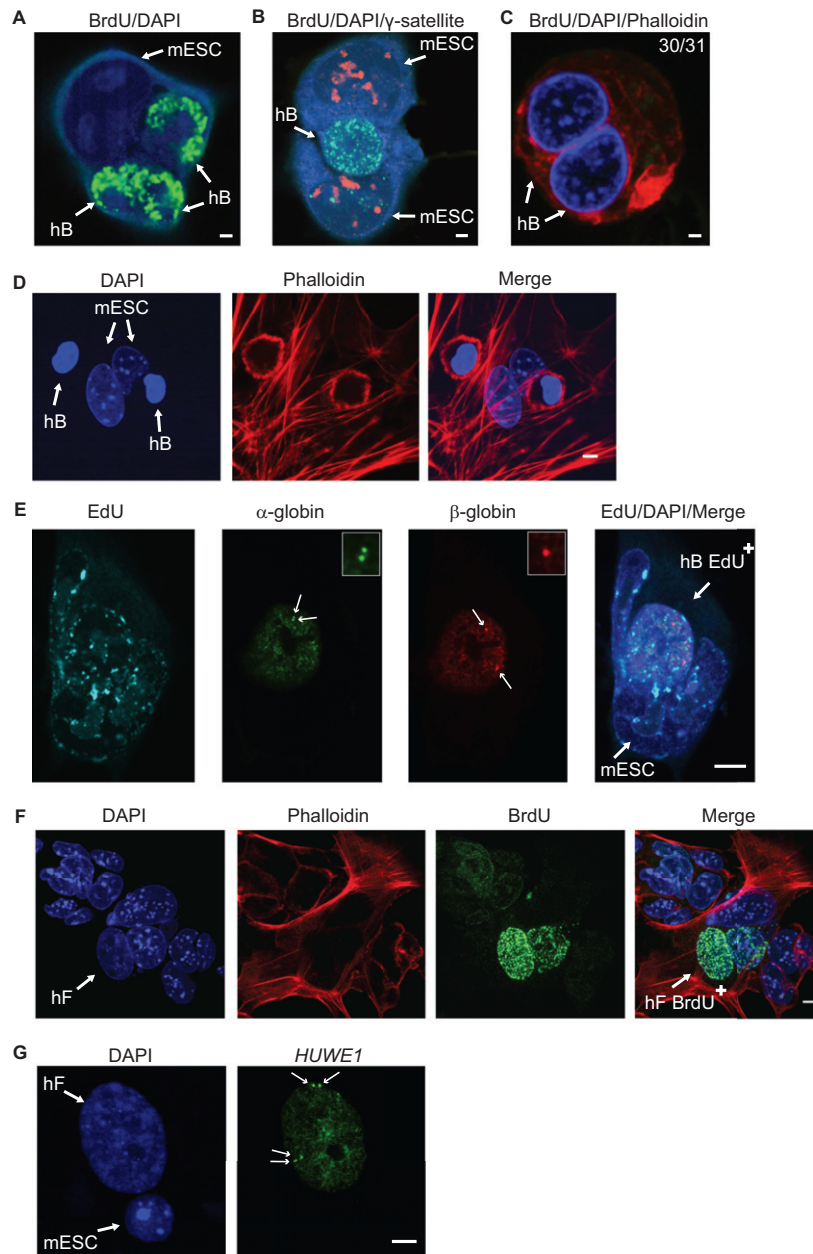 A BrdU/DAPI
mESC
hB
hB
B BrdU/DAPI/γ-satellite
mESC
hB
mESC
C BrdU/DAPI/Phalloidin
30/31
hB
D DAPI Phalloidin Merge
mESC
hB
hB
E EdU α-globin β-globin EdU/DAPI/Merge
hB EdU+
mESC
F DAPI Phalloidin BrdU Merge
hF
hF BrdU+
G DAPI HUWE1
hF
mESC